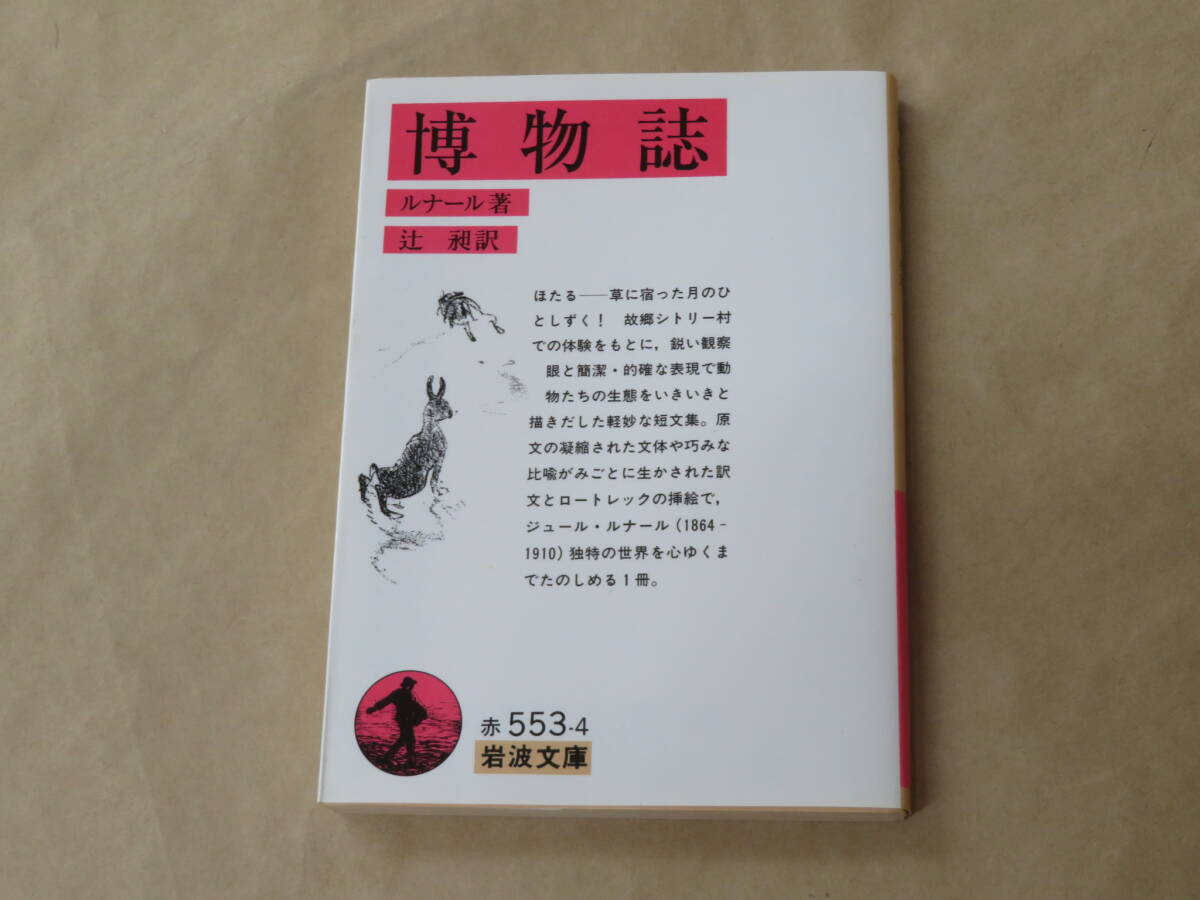 博物誌
ルナール著
辻 昶訳
ほたる――草に宿った月のひ
としずく！ 故郷シトリー村
での体験をもとに，鋭い観察
眼と簡潔・的確な表現で動
物たちの生態をいきいきと
描きだした軽妙な短文集。原
文の凝縮された文体や巧みな
比喩がみごとに生かされた訳
文とロートレックの挿絵で，
ジュール・ルナール(1864-
1910)独特の世界を心ゆくま
でたのしめる1冊。
赤 553-4
岩波文庫